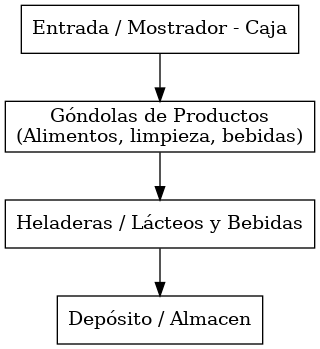 Entrada / Mostrador - Caja
Góndolas de Productos
(Alimentos, limpieza, bebidas)
Heladeras / Lácteos y Bebidas
Depósito / Almacen